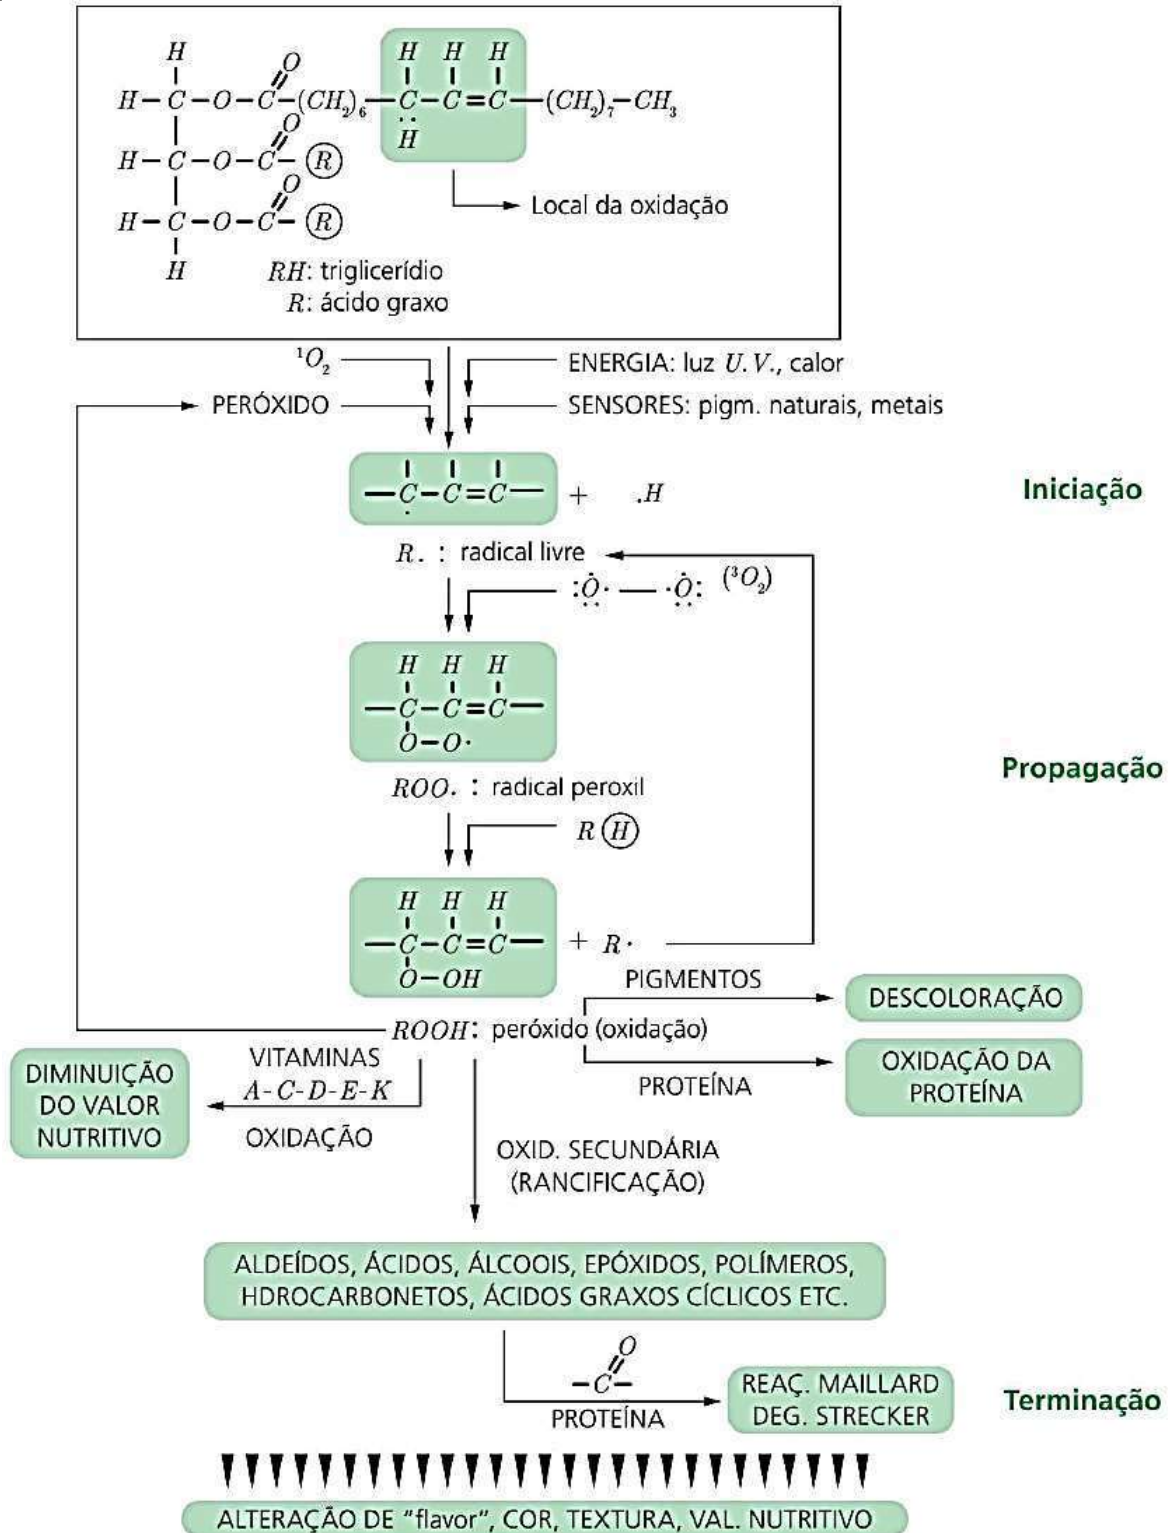 H H H H
O
H-C-O-C-(CH₂)₆-C-C=C-(CH₂)₇-CH₃
O H
H-C-O-C-R
O
Local da oxidação
H-C-O-C-R
H
RH: triglicerídio
R: ácido graxo
¹O₂
ENERGIA: luz U.V., calor
PERÓXIDO
SENSORES: pigm. naturais, metais
-C-C=C- + .H
Iniciação
R. : radical livre
:Ö· — ·Ö: (³O₂)
H H H
-C-C=C-
O-O·
Propagação
ROO· : radical peroxil
R H
H H H
-C-C=C- + R·
O-OH
PIGMENTOS
DESCOLORAÇÃO
ROOH: peróxido (oxidação)
VITAMINAS
A-C-D-E-K
OXIDAÇÃO
DIMINUIÇÃO
DO VALOR
NUTRITIVO
PROTEÍNA
OXIDAÇÃO DA
PROTEÍNA
OXID. SECUNDÁRIA
(RANCIFICAÇÃO)
ALDEÍDOS, ÁCIDOS, ÁLCOOIS, EPÓXIDOS, POLÍMEROS,
HDROCARBONETOS, ÁCIDOS GRAXOS CÍCLICOS ETC.
O
-C-
PROTEÍNA
REAÇ. MAILLARD
DEG. STRECKER
Terminação
ALTERAÇÃO DE "flavor", COR, TEXTURA, VAL. NUTRITIVO